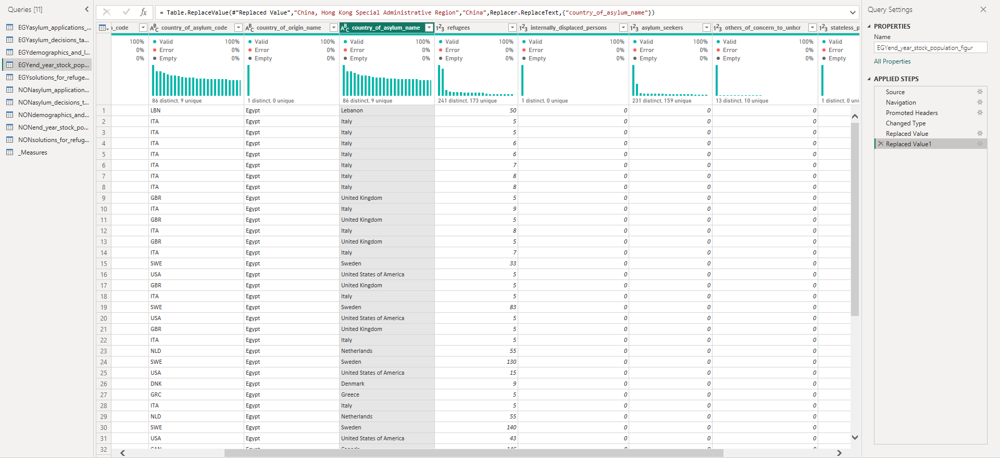 Queries [11]
EGYasylum_applications_...
EGYasylum_decisions_ta...
EGYdemographics_and_l...
EGYend_year_stock_pop...
EGYsolutions_for_refuge...
NONasylum_application...
NONasylum_decisions_t...
NONdemographics_and...
NONend_year_stock_po...
NONsolutions_for_refug...
_Measures
fx = Table.ReplaceValue(#"Replaced Value","China, Hong Kong Special Administrative Region","China",Replacer.ReplaceText,{"country_of_asylum_name"})
_code ABC country_of_asylum_code ABC country_of_origin_name ABC country_of_asylum_name 123 refugees 123 internally_displaced_persons 123 asylum_seekers 123 others_of_concern_to_unhcr 123 stateless_p
100% Valid 100% Valid 100% Valid 100% Valid 100% Valid 100% Valid 100% Valid 100% Valid
0% Error 0% Error 0% Error 0% Error 0% Error 0% Error 0% Error 0% Error
0% Empty 0% Empty 0% Empty 0% Empty 0% Empty 0% Empty 0% Empty 0% Empty
86 distinct, 9 unique 1 distinct, 0 unique 86 distinct, 9 unique 241 distinct, 173 unique 1 distinct, 0 unique 231 distinct, 159 unique 13 distinct, 10 unique 1 distinct, 0 uni
1 LBN Egypt Lebanon 50 0 0 0
2 ITA Egypt Italy 5 0 0 0
3 ITA Egypt Italy 5 0 0 0
4 ITA Egypt Italy 6 0 0 0
5 ITA Egypt Italy 6 0 0 0
6 ITA Egypt Italy 7 0 0 0
7 ITA Egypt Italy 8 0 0 0
8 ITA Egypt Italy 8 0 0 0
9 GBR Egypt United Kingdom 5 0 0 0
10 ITA Egypt Italy 9 0 0 0
11 GBR Egypt United Kingdom 5 0 0 0
12 ITA Egypt Italy 8 0 0 0
13 GBR Egypt United Kingdom 5 0 0 0
14 ITA Egypt Italy 7 0 0 0
15 SWE Egypt Sweden 33 0 0 0
16 USA Egypt United States of America 5 0 0 0
17 GBR Egypt United Kingdom 5 0 0 0
18 ITA Egypt Italy 5 0 0 0
19 SWE Egypt Sweden 83 0 0 0
20 USA Egypt United States of America 5 0 0 0
21 GBR Egypt United Kingdom 5 0 0 0
22 ITA Egypt Italy 5 0 0 0
23 NLD Egypt Netherlands 55 0 0 0
24 SWE Egypt Sweden 130 0 0 0
25 USA Egypt United States of America 15 0 0 0
26 DNK Egypt Denmark 9 0 0 0
27 GRC Egypt Greece 5 0 0 0
28 ITA Egypt Italy 5 0 0 0
29 NLD Egypt Netherlands 55 0 0 0
30 SWE Egypt Sweden 140 0 0 0
31 USA Egypt United States of America 43 0 0 0
32
Query Settings
PROPERTIES
Name
EGYend_year_stock_population_figur
All Properties
APPLIED STEPS
Source
Navigation
Promoted Headers
Changed Type
Replaced Value
Replaced Value1